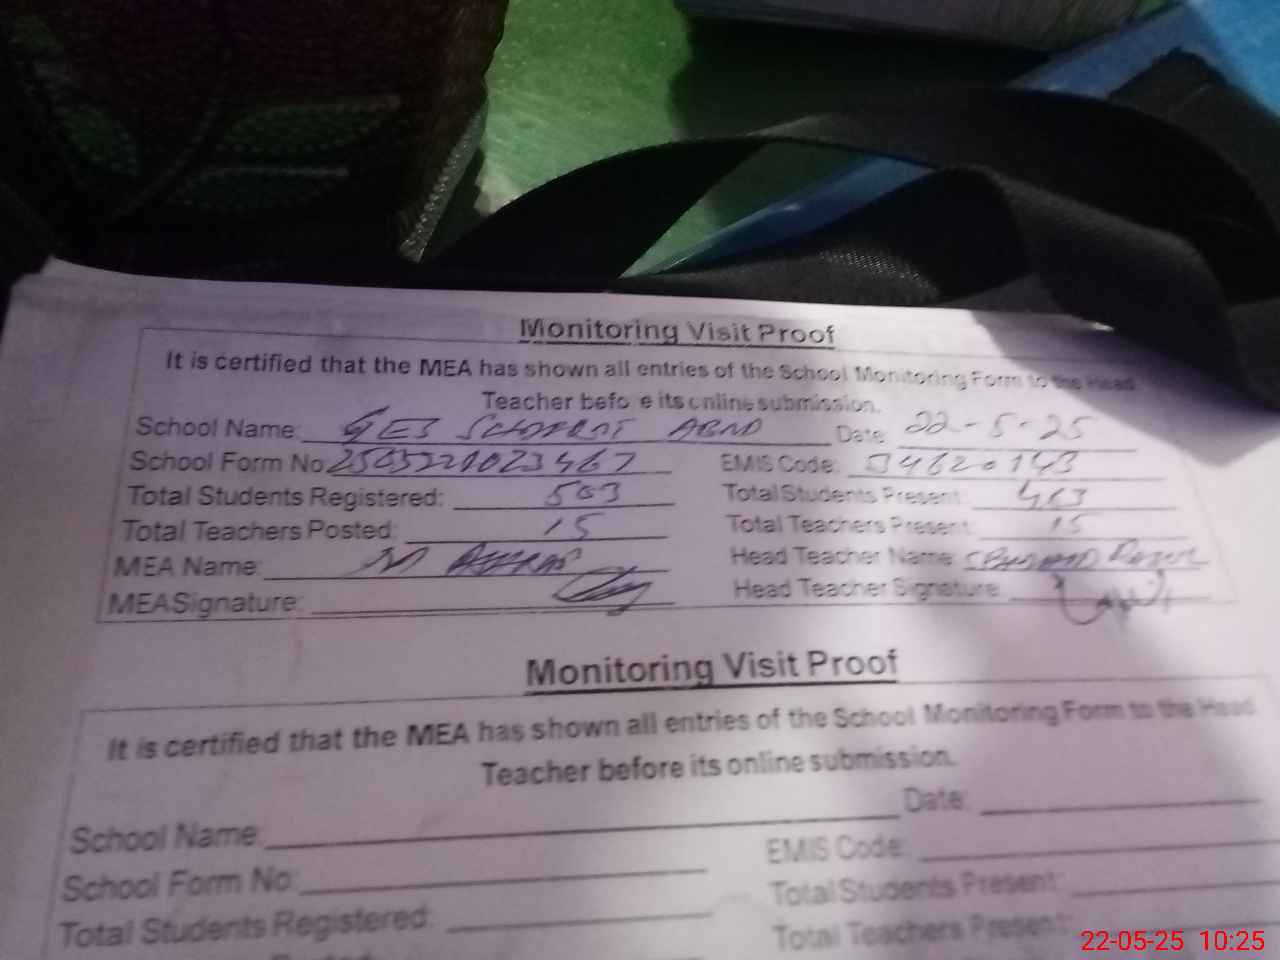 Monitoring Visit Proof
It is certified that the MEA has shown all entries of the School Monitoring Form to the Head
Teacher before its online submission.
School Name: GES ABAD Date: 22-5-25
School Form No EMIS Code:
Total Students Registered: 503 Total Students Present: 463
Total Teachers Posted: 15 Total Teachers Present: 15
MEA Name: M Head Teacher Name:
MEA Signature: Head Teacher Signature:
Monitoring Visit Proof
It is certified that the MEA has shown all entries of the School Monitoring Form to the Head
Teacher before its online submission.
School Name: Date:
School Form No: EMIS Code:
Total Students Registered: Total Students Present:
Total Teachers Present:
22-05-25 10:25